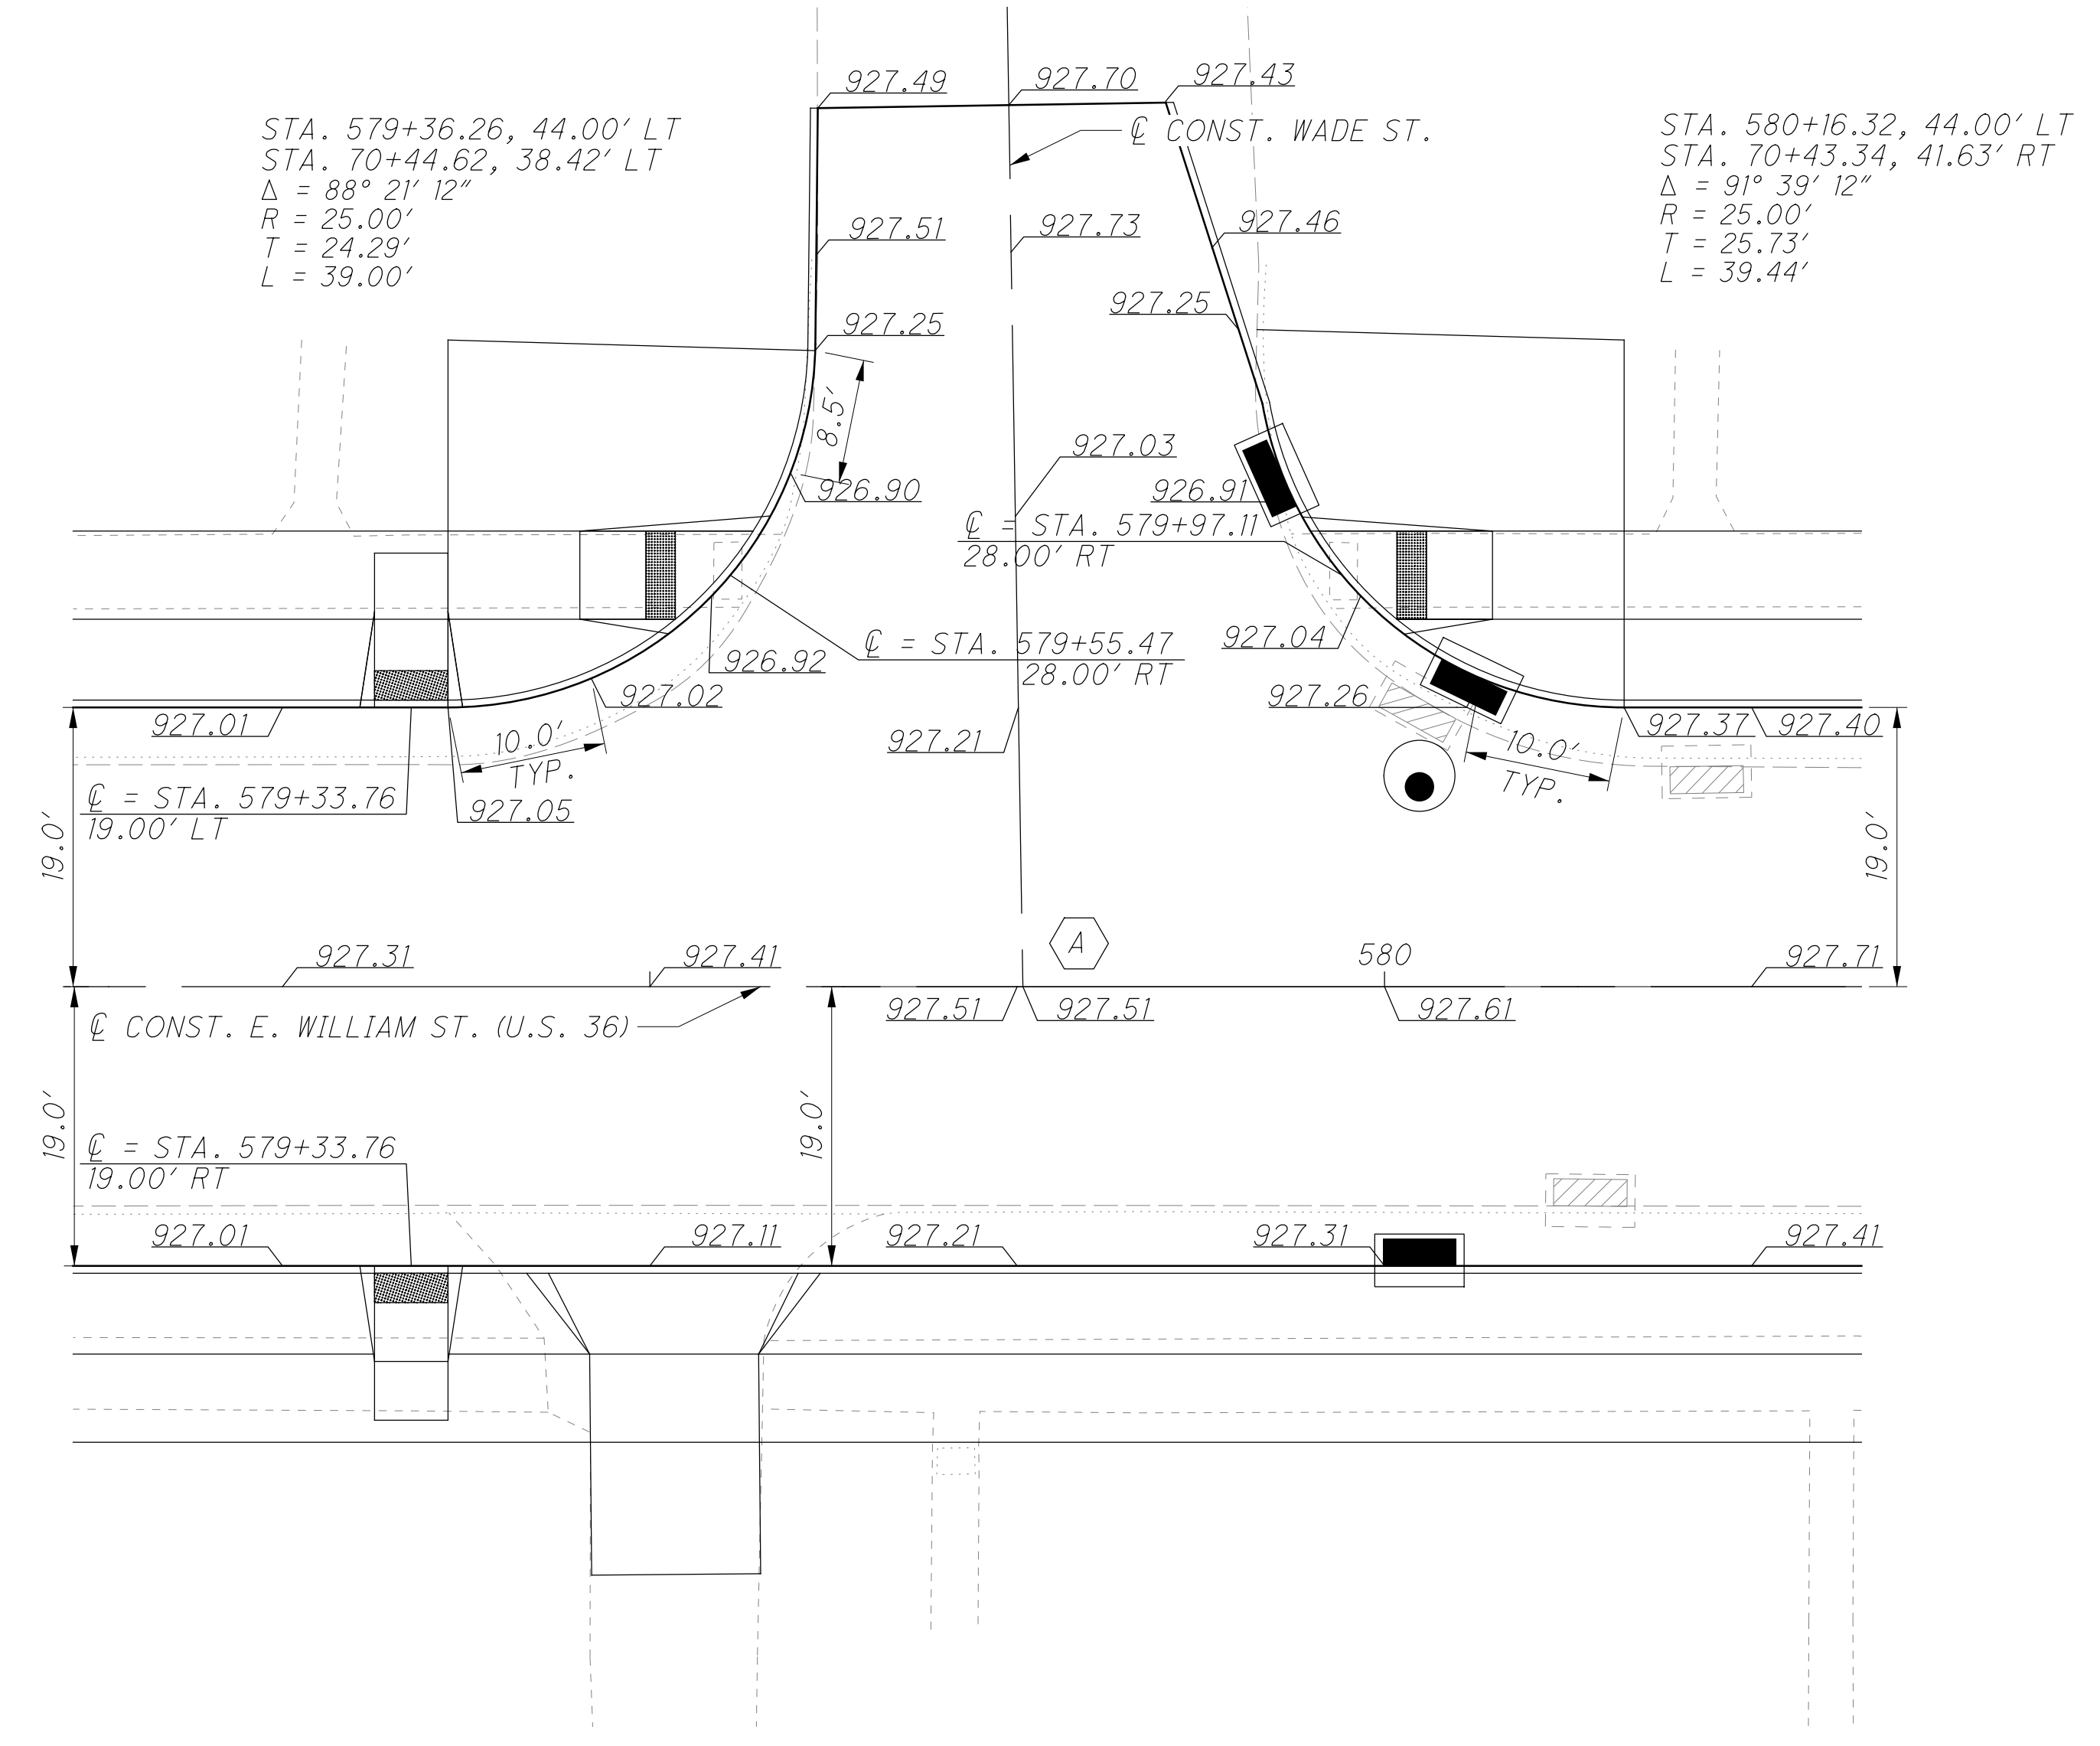 927.49
927.70
927.43
STA. 579+36.26, 44.00' LT
STA. 70+44.62, 38.42' LT
Δ = 88° 21' 12"
R = 25.00'
T = 24.29'
L = 39.00'
℄ CONST. WADE ST.
STA. 580+16.32, 44.00' LT
STA. 70+43.34, 41.63' RT
Δ = 91° 39' 12"
R = 25.00'
T = 25.73'
L = 39.44'
927.51
927.73
927.46
927.25
927.25
8.5'
927.03
926.90
926.91
℄ = STA. 579+97.11
28.00' RT
℄ = STA. 579+55.47
28.00' RT
926.92
927.04
927.02
927.26
927.01
927.37
927.40
10.0'
TYP.
10.0'
TYP.
927.21
℄ = STA. 579+33.76
19.00' LT
927.05
19.0'
19.0'
A
927.31
927.41
580
927.71
927.51
927.51
927.61
℄ CONST. E. WILLIAM ST. (U.S. 36)
19.0'
19.0'
℄ = STA. 579+33.76
19.00' RT
927.01
927.11
927.21
927.31
927.41